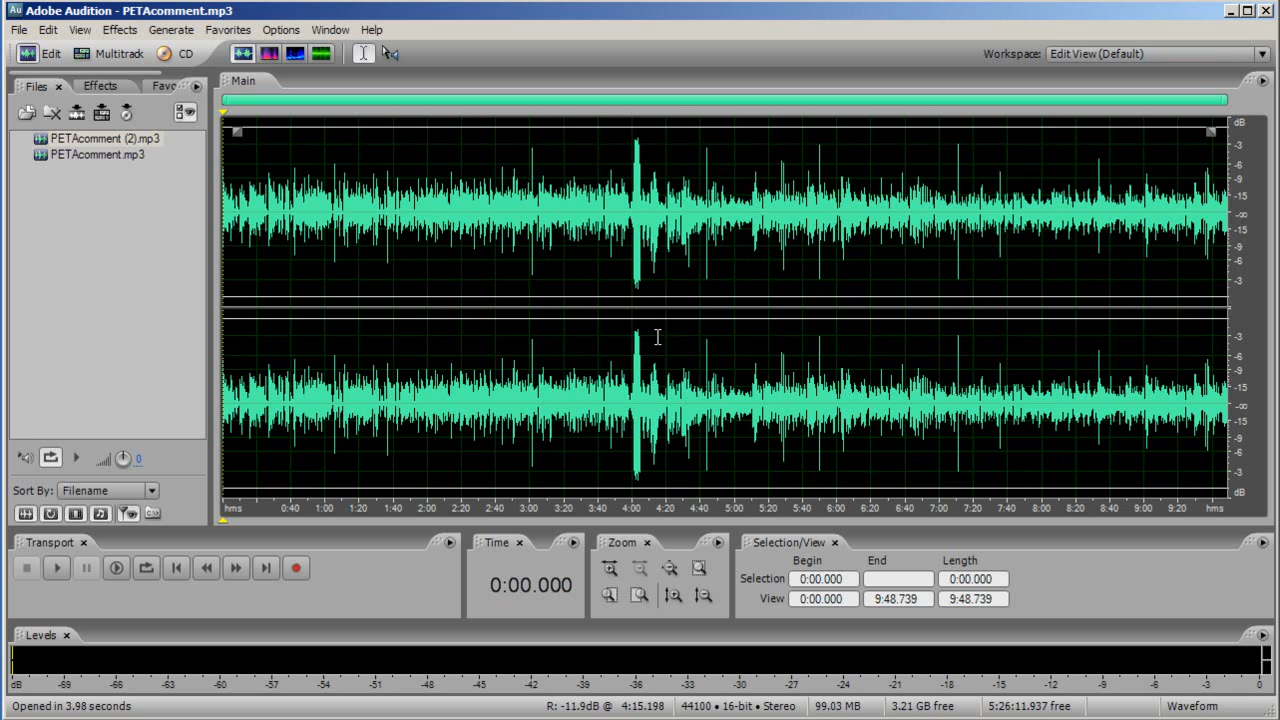 Au Adobe Audition - PETAcomment.mp3
File Edit View Effects Generate Favorites Options Window Help
Edit Multitrack CD Workspace: Edit View (Default)
Files Effects Favo
Main
PETAcomment (2).mp3
PETAcomment.mp3
dB
-3
-6
-9
-15
-∞
-15
-9
-6
-3
-3
-6
-9
-15
-∞
-15
-9
-6
-3
dB
0
Sort By: Filename
hms 0:40 1:00 1:20 1:40 2:00 2:20 2:40 3:00 3:20 3:40 4:00 4:20 4:40 5:00 5:20 5:40 6:00 6:20 6:40 7:00 7:20 7:40 8:00 8:20 8:40 9:00 9:20 hms
Transport
Time
0:00.000
Zoom
Selection/View
Begin End Length
Selection 0:00.000 0:00.000
View 0:00.000 9:48.739 9:48.739
Levels
dB -69 -66 -63 -60 -57 -54 -51 -48 -45 -42 -39 -36 -33 -30 -27 -24 -21 -18 -15 -12 -9 -6 -3 0
Opened in 3.98 seconds R: -11.9dB @ 4:15.198 44100 • 16-bit • Stereo 99.03 MB 3.21 GB free 5:26:11.937 free Waveform